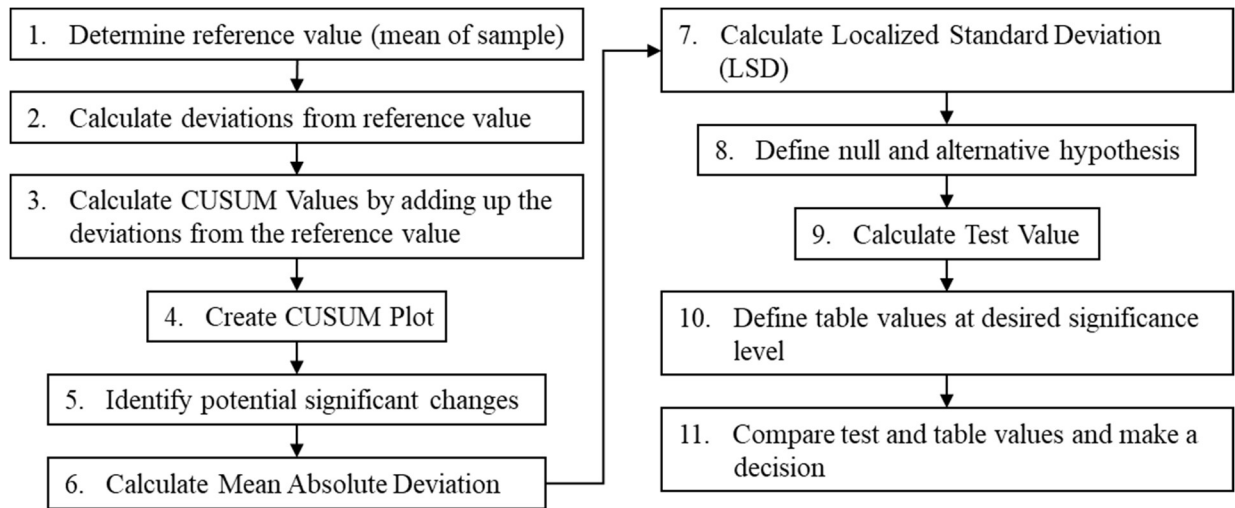 1. Determine reference value (mean of sample)
2. Calculate deviations from reference value
3. Calculate CUSUM Values by adding up the
deviations from the reference value
4. Create CUSUM Plot
5. Identify potential significant changes
6. Calculate Mean Absolute Deviation
7. Calculate Localized Standard Deviation
(LSD)
8. Define null and alternative hypothesis
9. Calculate Test Value
10. Define table values at desired significance
level
11. Compare test and table values and make a
decision